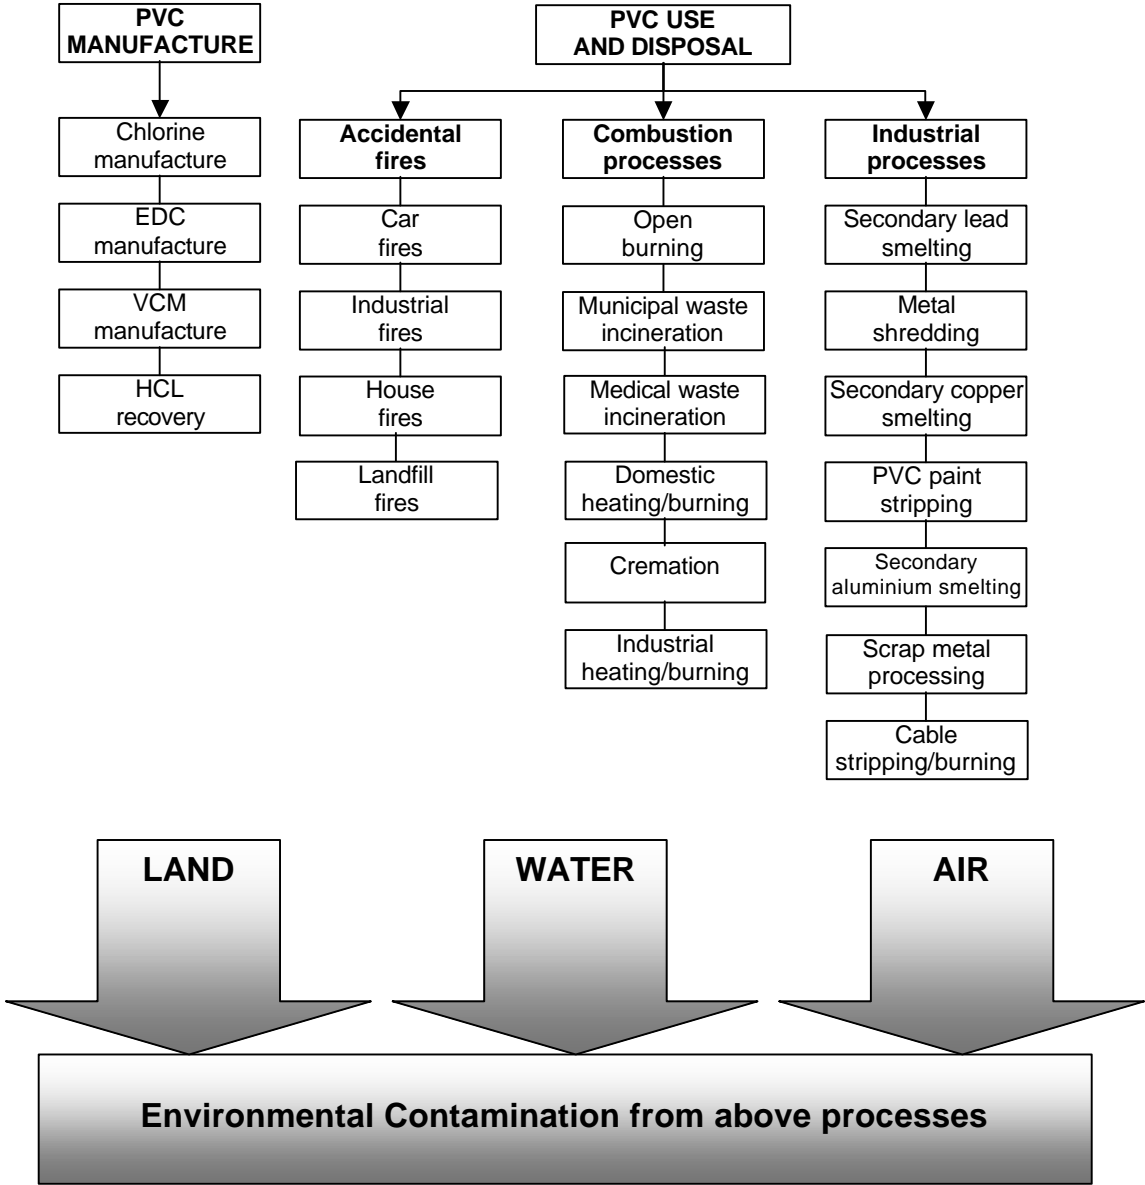 PVC
MANUFACTURE
Chlorine
manufacture
EDC
manufacture
VCM
manufacture
HCL
recovery
PVC USE
AND DISPOSAL
Accidental
fires
Car
fires
Industrial
fires
House
fires
Landfill
fires
Combustion
processes
Open
burning
Municipal waste
incineration
Medical waste
incineration
Domestic
heating/burning
Cremation
Industrial
heating/burning
Industrial
processes
Secondary lead
smelting
Metal
shredding
Secondary copper
smelting
PVC paint
stripping
Secondary
aluminium smelting
Scrap metal
processing
Cable
stripping/burning
LAND
WATER
AIR
Environmental Contamination from above processes